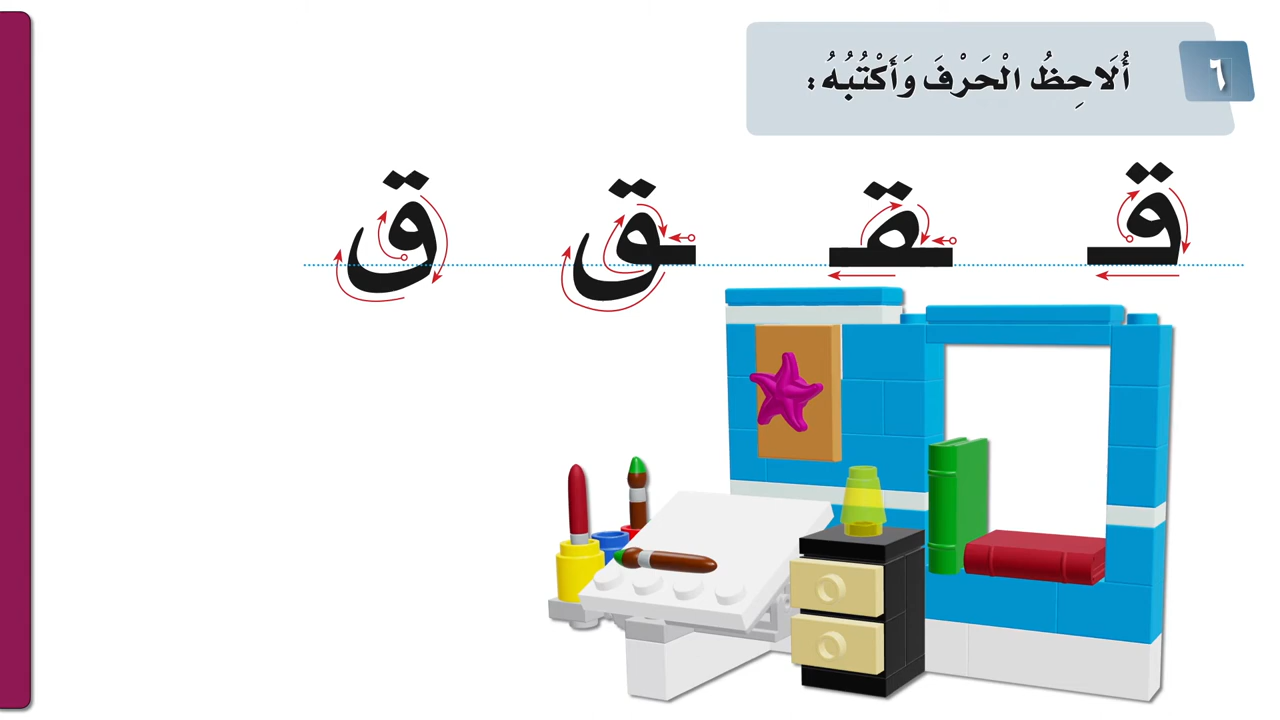 ٦
أُلَاحِظُ الْحَرْفَ وَأَكْتُبُهُ :
قـ ـقـ ـق ق